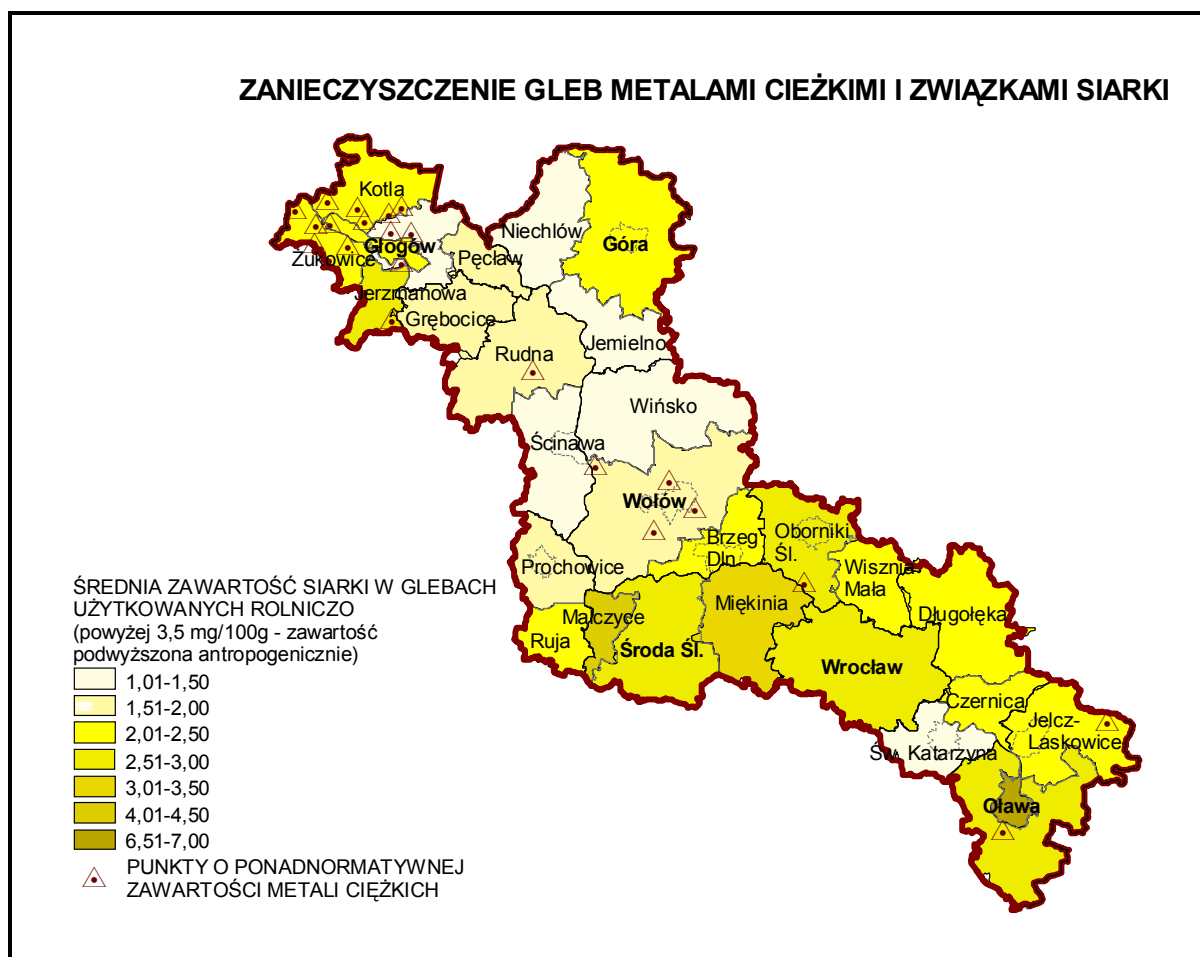 ZANIECZYSZCZENIE GLEB METALAMI CIEŻKIMI I ZWIĄZKAMI SIARKI
Kotla
Niechlów
Góra
Głogów
Żukowice
Pęcław
Jerzmanowa
Grębocice
Jemielno
Rudna
Wińsko
Ścinawa
Wołów
Brzeg
Dln.
Oborniki
Śl.
Prochowice
Wisznia
Mała
Miękinia
Malczyce
Długołęka
Ruja
Środa Śl.
Wrocław
Czernica
Jelcz-
Laskowice
Św. Katarzyna
Oława
ŚREDNIA ZAWARTOŚĆ SIARKI W GLEBACH
UŻYTKOWANYCH ROLNICZO
(powyżej 3,5 mg/100g - zawartość
podwyższona antropogenicznie)
1,01-1,50
1,51-2,00
2,01-2,50
2,51-3,00
3,01-3,50
4,01-4,50
6,51-7,00
PUNKTY O PONADNORMATYWNEJ
ZAWARTOŚCI METALI CIĘŻKICH